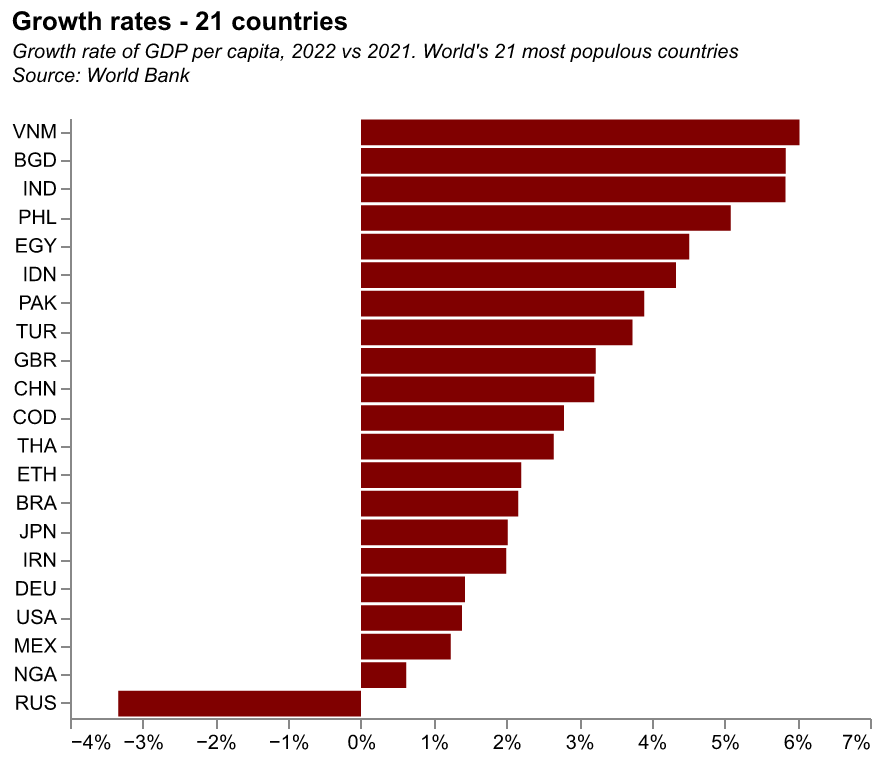 Growth rates - 21 countries
Growth rate of GDP per capita, 2022 vs 2021. World's 21 most populous countries
Source: World Bank
VNM
BGD
IND
PHL
EGY
IDN
PAK
TUR
GBR
CHN
COD
THA
ETH
BRA
JPN
IRN
DEU
USA
MEX
NGA
RUS
−4% −3% −2% −1% 0% 1% 2% 3% 4% 5% 6% 7%